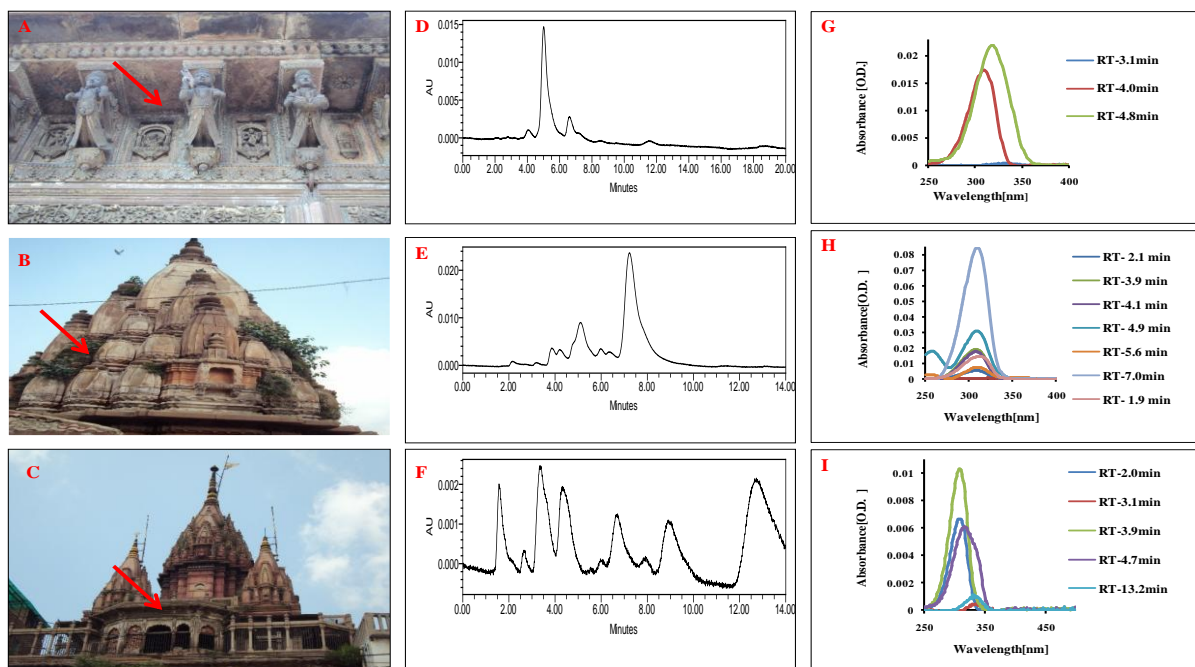 A
B
C
D
0.015
0.010
0.005
0.000
AU
0.00
2.00
4.00
6.00
8.00
10.00
12.00
14.00
16.00
18.00
20.00
Minutes
E
0.020
0.010
0.000
AU
0.00
2.00
4.00
6.00
8.00
10.00
12.00
14.00
Minutes
F
0.002
0.001
0.000
AU
0.00
2.00
4.00
6.00
8.00
10.00
12.00
14.00
Minutes
G
Absorbance [O.D.]
0.02
0.015
0.01
0.005
0
250
300
350
400
Wavelength[nm]
RT-3.1min
RT-4.0min
RT-4.8min
H
Absorbance[O.D. ]
0.08
0.07
0.06
0.05
0.04
0.03
0.02
0.01
0
250
300
350
400
Wavelength[nm]
RT- 2.1 min
RT-3.9 min
RT-4.1 min
RT- 4.9 min
RT-5.6 min
RT-7.0min
RT- 1.9 min
I
Absorbance[O.D. ]
0.01
0.008
0.006
0.004
0.002
0
250
350
450
Wavelength[nm]
RT-2.0min
RT-3.1min
RT-3.9min
RT-4.7min
RT-13.2min